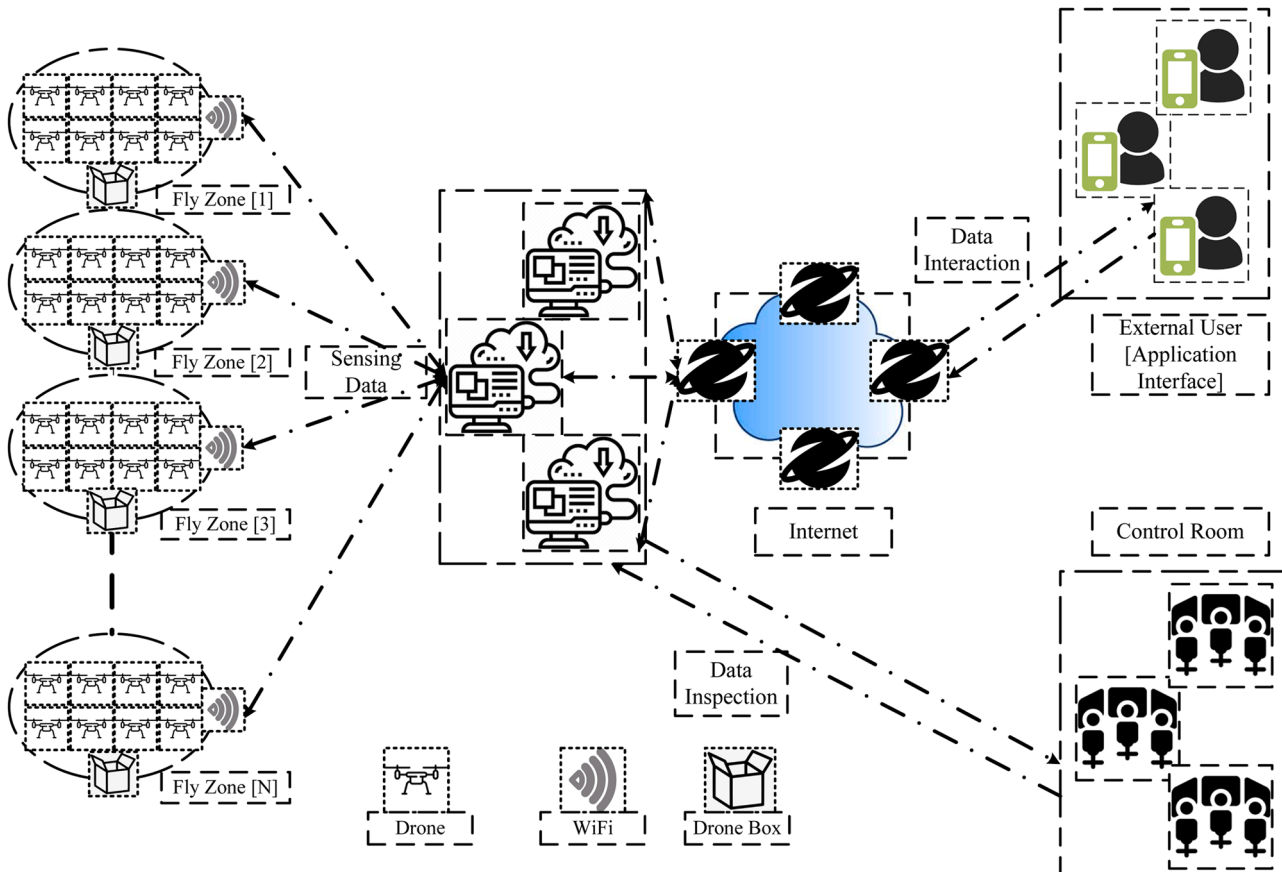 Fly Zone [1]
Fly Zone [2]
Fly Zone [3]
Fly Zone [N]
Sensing
Data
Data
Interaction
External User
[Application
Interface]
Internet
Control Room
Data
Inspection
Drone
WiFi
Drone Box